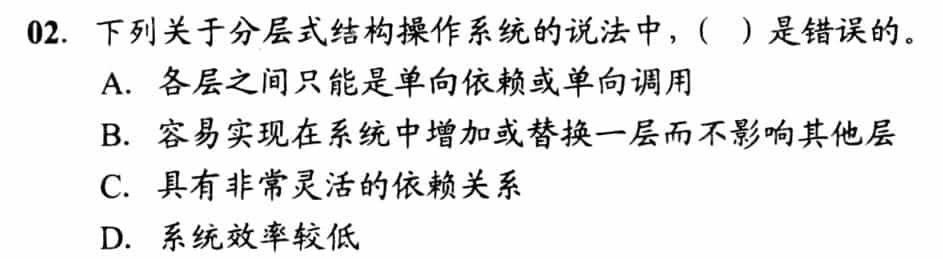 02. 下列关于分层式结构操作系统的说法中，（ ）是错误的。
A. 各层之间只能是单向依赖或单向调用
B. 容易实现在系统中增加或替换一层而不影响其他层
C. 具有非常灵活的依赖关系
D. 系统效率较低